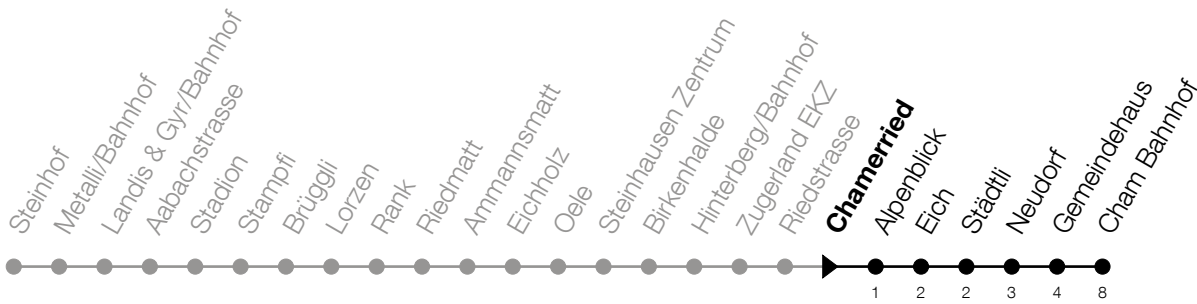 Steinhof
Metalli/Bahnhof
Landis & Gyr/Bahnhof
Aabachstrasse
Stadion
Stampfi
Brüggli
Lorzen
Rank
Riedmatt
Ammannsmatt
Eichholz
Oele
Steinhausen Zentrum
Birkenhalde
Hinterberg/Bahnhof
Zugerland EKZ
Riedstrasse
Chamerried
Alpenblick
Eich
Städtli
Neudorf
Gemeindehaus
Cham Bahnhof
1 2 2 3 4 8